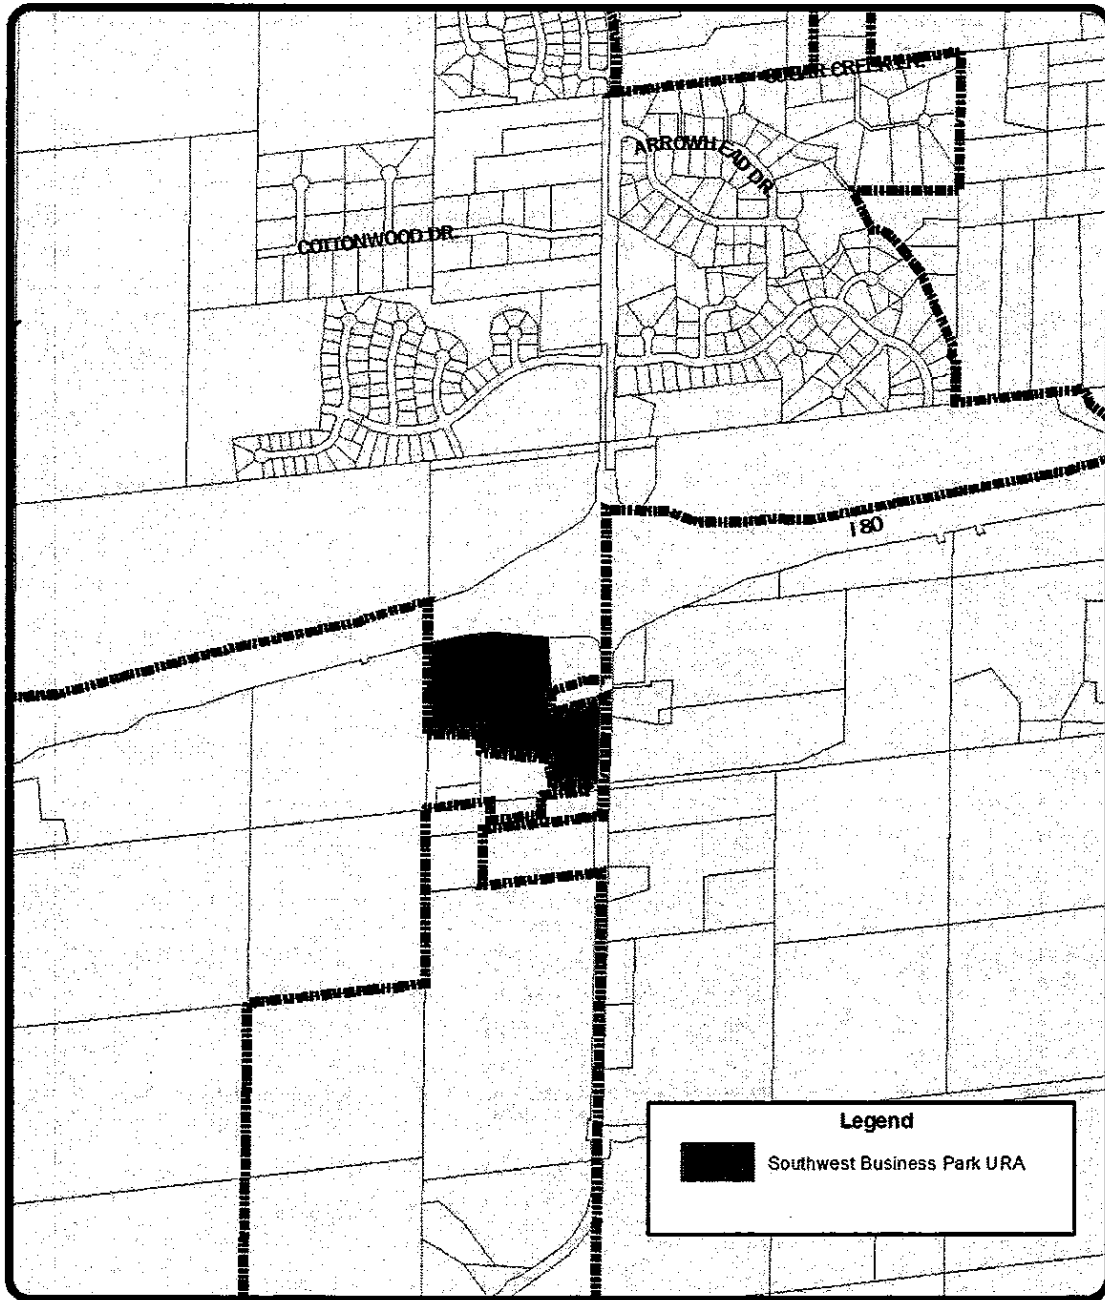 ARROWHEAD DR.
COTTONWOOD DR.
I 80
Legend
Southwest Business Park URA